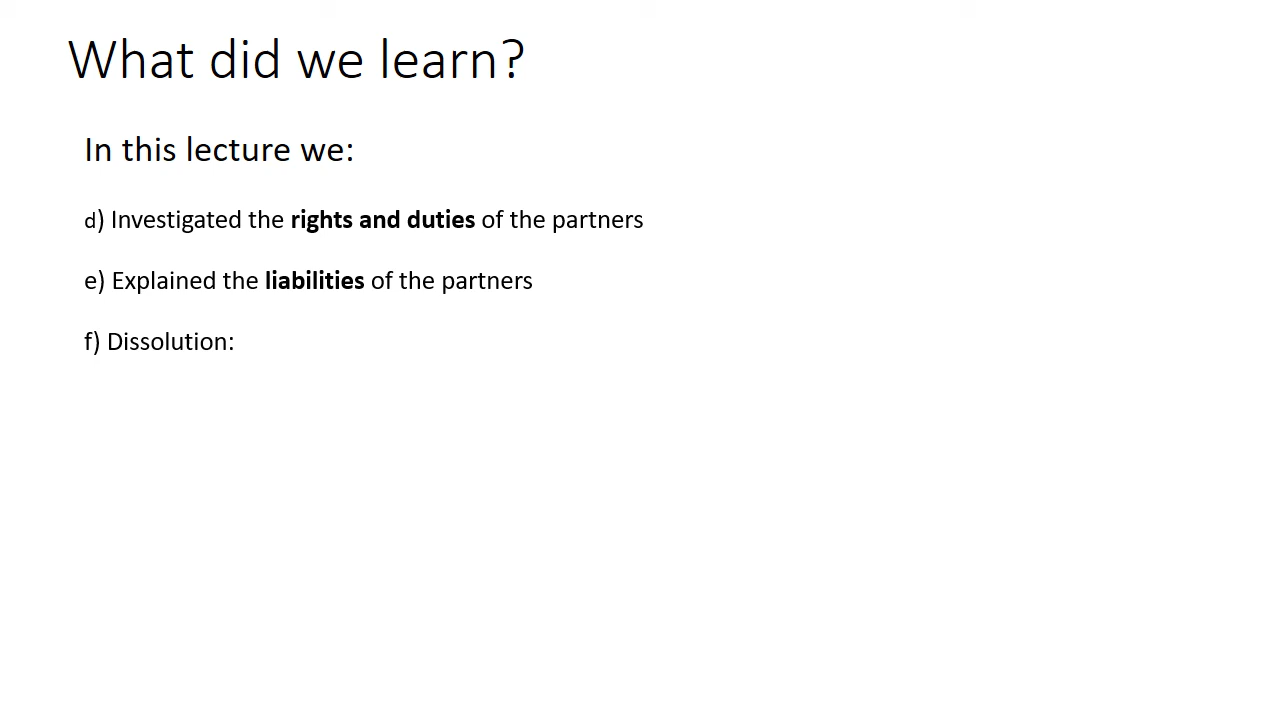 What did we learn?
In this lecture we:
d) Investigated the rights and duties of the partners
e) Explained the liabilities of the partners
f) Dissolution: